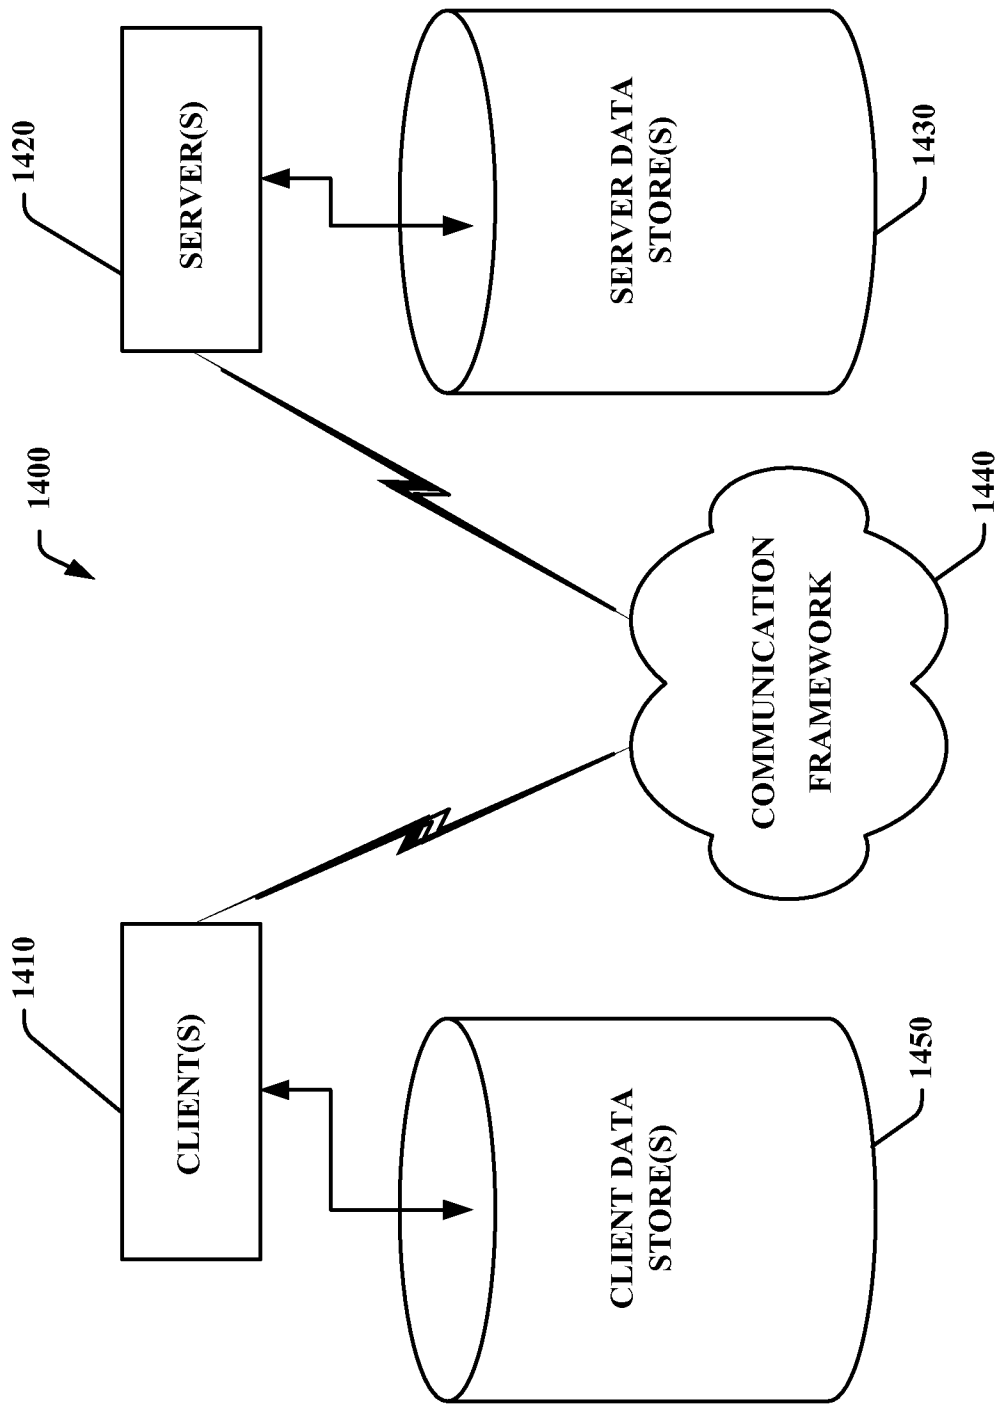 1400
1410
1420
CLIENT(S)
SERVER(S)
CLIENT DATA
STORE(S)
SERVER DATA
STORE(S)
COMMUNICATION
FRAMEWORK
1450
1440
1430